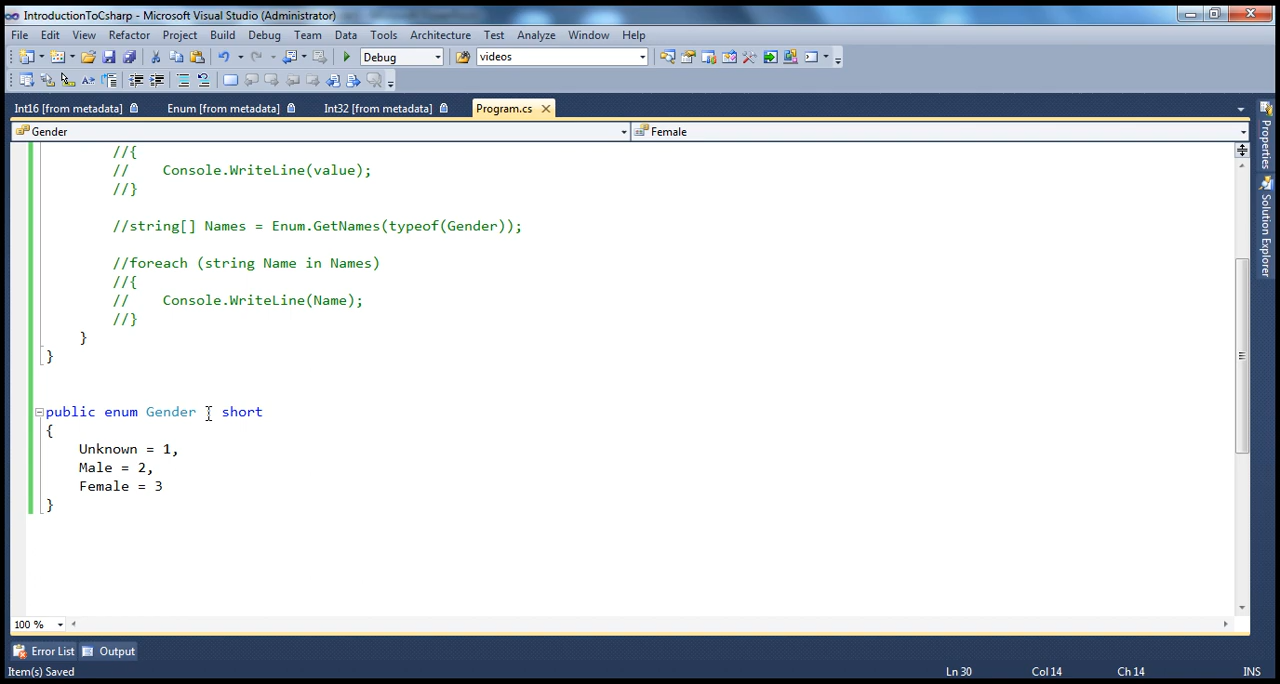 IntroductionToCsharp - Microsoft Visual Studio (Administrator)
File Edit View Refactor Project Build Debug Team Data Tools Architecture Test Analyze Window Help
Debug videos
Int16 [from metadata] Enum [from metadata] Int32 [from metadata] Program.cs
Gender Female
//{
// Console.WriteLine(value);
//}
//string[] Names = Enum.GetNames(typeof(Gender));
//foreach (string Name in Names)
//{
// Console.WriteLine(Name);
//}
}
}
public enum Gender short
{
Unknown = 1,
Male = 2,
Female = 3
}
100 %
Error List Output
Item(s) Saved Ln 30 Col 14 Ch 14 INS
Properties
Solution Explorer